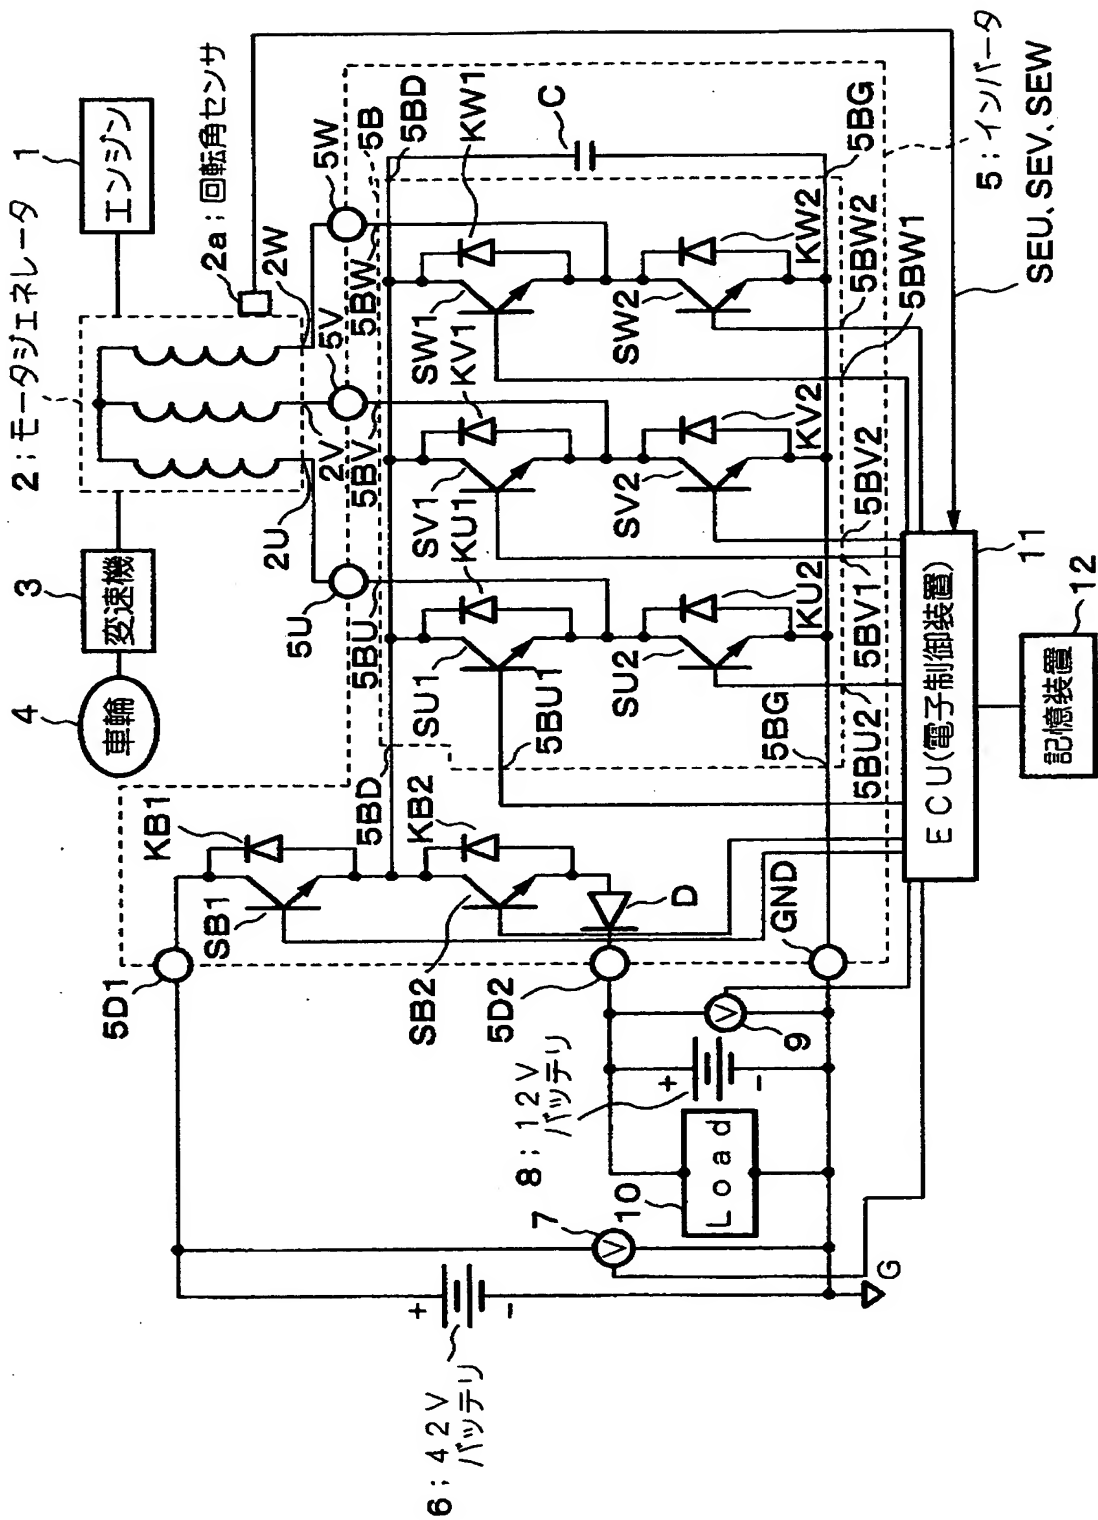 4
車輪
3
変速機
2:モータジェネレータ
1
エンジン
2a:回転角センサ
2U
2V
2W
5U
5V
5W
5BU
5BV
5BW
5B
5BD
KW1
C
KB1
5D1
SB1
5BD
KB2
SU1
KU1
SV1
KV1
SW1
5BU1
SB2
5D2
D
SU2
KU2
SV2
KV2
SW2
KW2
5BG
5BG
GND
5BU2
5BV1
5BV2
5BW2
5BW1
5:インバータ
SEU、SEV、SEW
6;42V
バッテリ
+
-
7
V
10
Load
8;12V
バッテリ
+
-
9
V
G
ECU(電子制御装置)
11
記憶装置
12